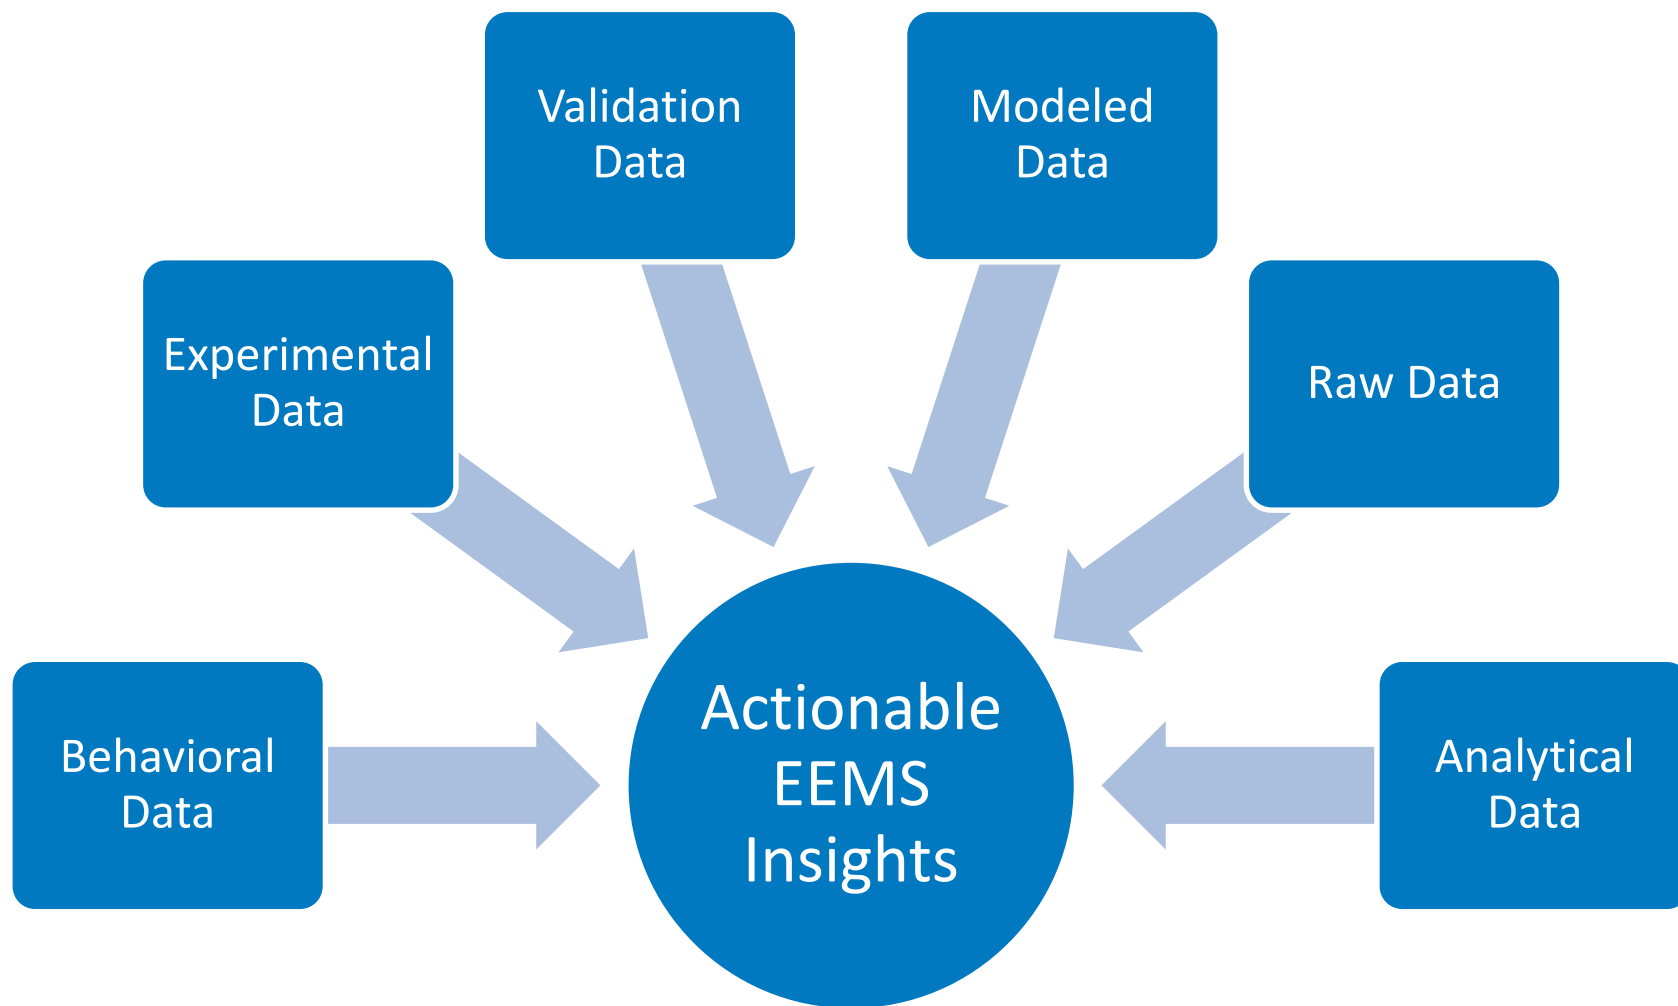 Validation
Data
Modeled
Data
Experimental
Data
Raw Data
Behavioral
Data
Actionable
EEMS
Insights
Analytical
Data